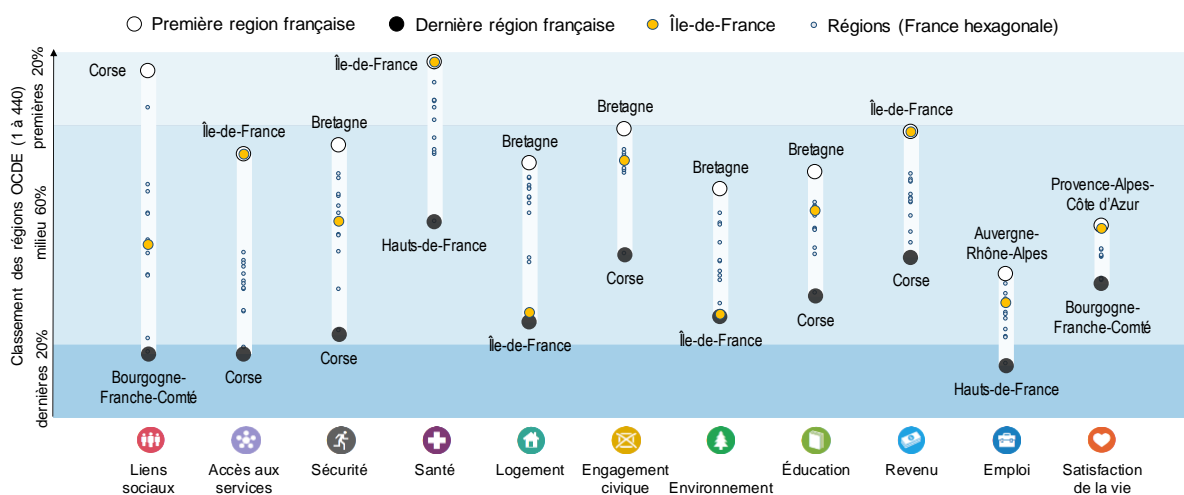 Première region française
Dernière région française
Île-de-France
Régions (France hexagonale)
Classement des régions OCDE (1 à 440)
premières 20%
milieu 60%
dernières 20%
Corse
Bourgogne-
Franche-Comté
Île-de-France
Corse
Bretagne
Corse
Île-de-France
Hauts-de-France
Bretagne
Île-de-France
Bretagne
Corse
Bretagne
Île-de-France
Bretagne
Corse
Île-de-France
Corse
Auvergne-
Rhône-Alpes
Hauts-de-France
Provence-Alpes-
Côte d'Azur
Bourgogne-
Franche-Comté
Liens
sociaux
Accès aux
services
Sécurité
Santé
Logement
Engagement
civique
Environnement
Éducation
Revenu
Emploi
Satisfaction
de la vie